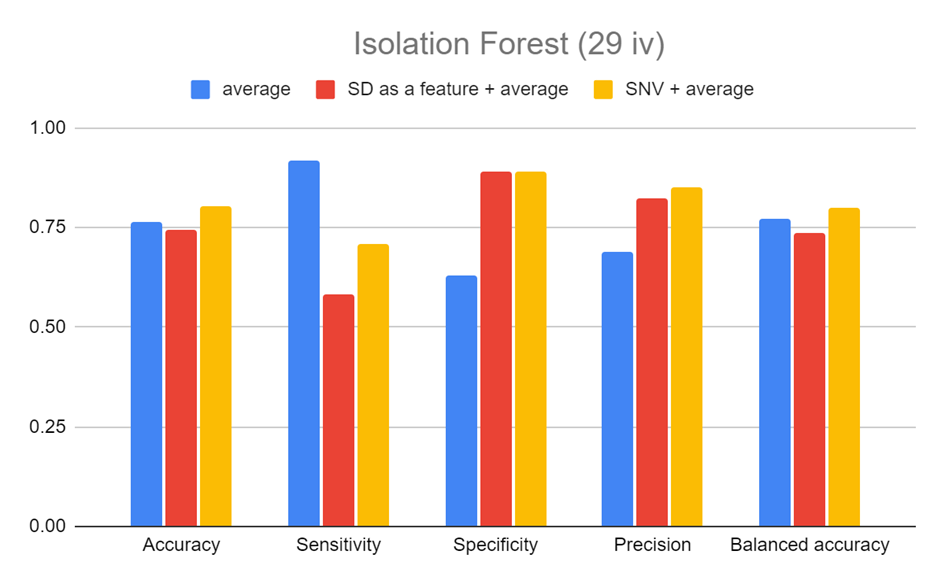 Isolation Forest (29 iv)
average SD as a feature + average SNV + average
1.00
0.75
0.50
0.25
0.00
Accuracy Sensitivity Specificity Precision Balanced accuracy